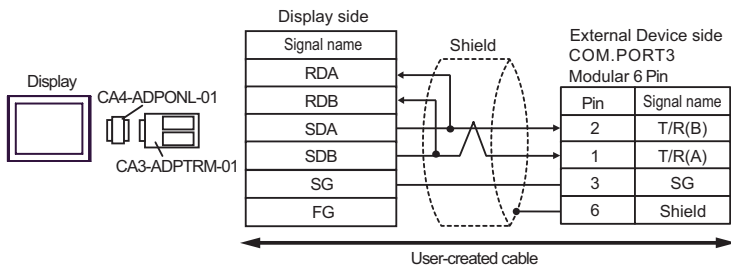 Display
CA4-ADPONL-01
CA3-ADPTRM-01
Display side
Signal name
RDA
RDB
SDA
SDB
SG
FG
Shield
External Device side
COM.PORT3
Modular 6 Pin
Pin Signal name
2 T/R(B)
1 T/R(A)
3 SG
6 Shield
User-created cable